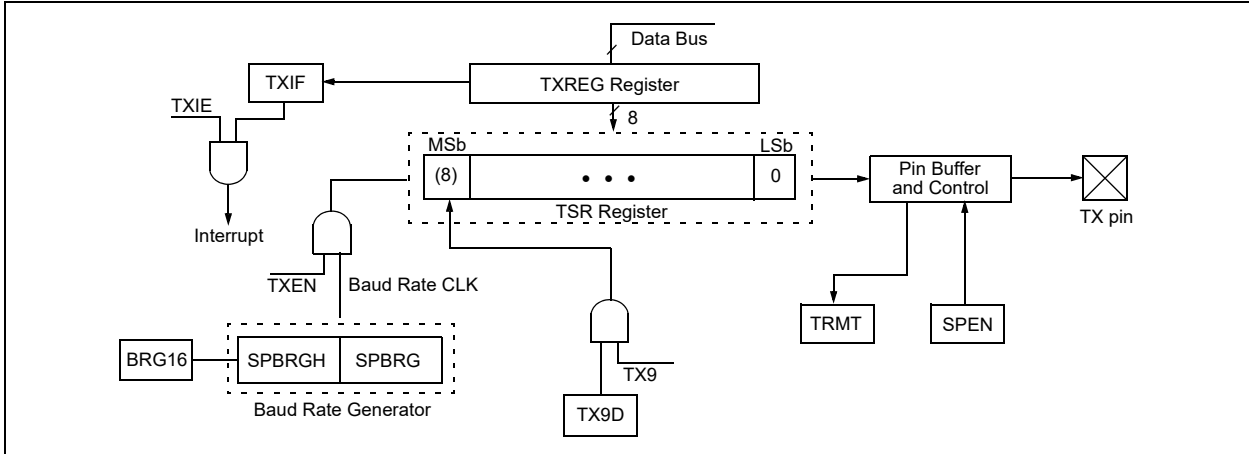 Data Bus
TXIF
TXREG Register
TXIE
8
MSb
LSb
(8)
• • •
0
Pin Buffer
and Control
TSR Register
TX pin
Interrupt
TXEN
Baud Rate CLK
TRMT
SPEN
BRG16
SPBRGH
SPBRG
TX9
Baud Rate Generator
TX9D